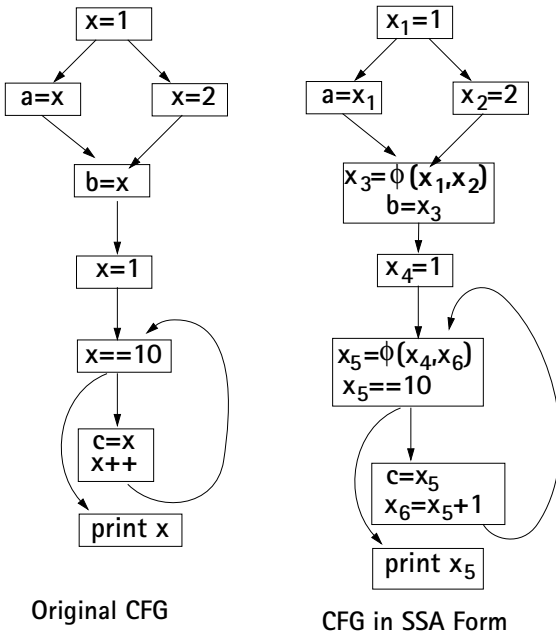 x=1
a=x
x=2
b=x
x=1
x==10
c=x
x++
print x
Original CFG
x₁=1
a=x₁
x₂=2
x₃=ϕ(x₁,x₂)
b=x₃
x₄=1
x₅=ϕ(x₄,x₆)
x₅==10
c=x₅
x₆=x₅+1
print x₅
CFG in SSA Form